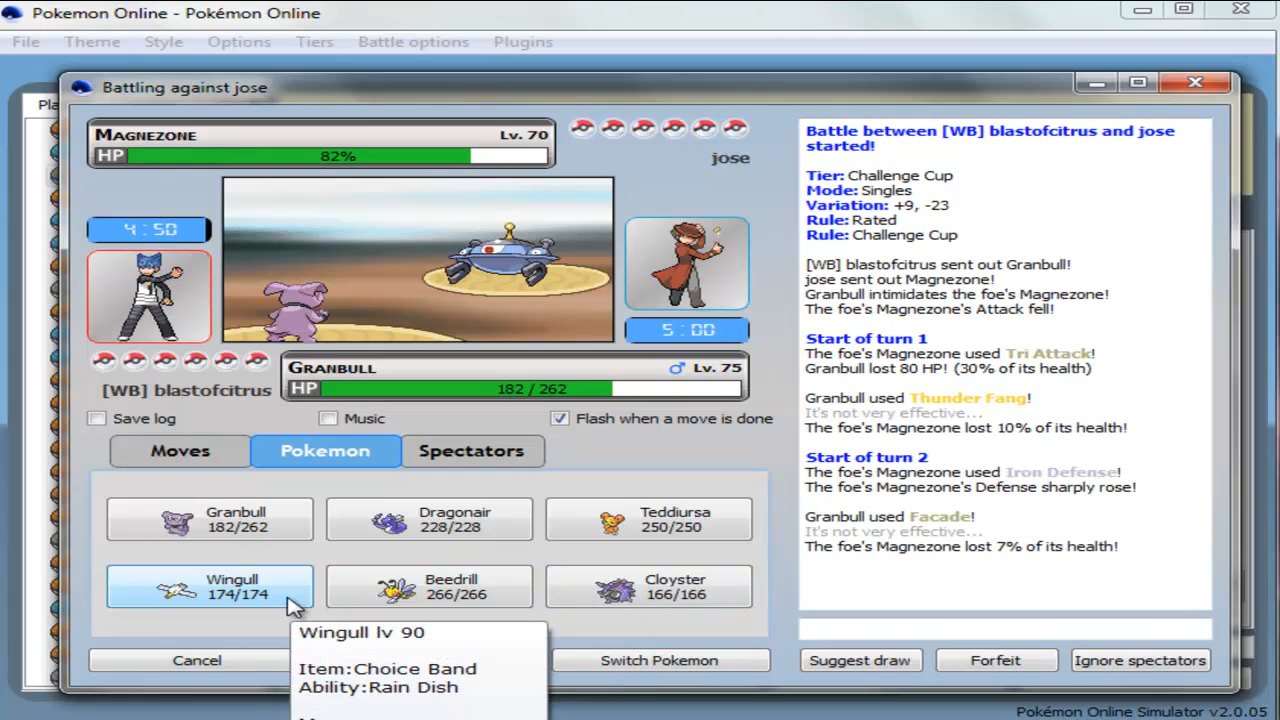 Pokemon Online - Pokémon Online
File Theme Style Options Tiers Battle options Plugins
Pla
Battling against jose
MAGNEZONE Lv. 70
HP 82%
jose
4:50
5:00
GRANBULL ♂ Lv. 75
HP 182 / 262
[WB] blastofcitrus
Save log Music Flash when a move is done
Moves Pokemon Spectators
Granbull
182/262
Dragonair
228/228
Teddiursa
250/250
Wingull
174/174
Beedrill
266/266
Cloyster
166/166
Cancel Switch Pokemon
Wingull lv 90
Item:Choice Band
Ability:Rain Dish
Battle between [WB] blastofcitrus and jose
started!
Tier: Challenge Cup
Mode: Singles
Variation: +9, -23
Rule: Rated
Rule: Challenge Cup
[WB] blastofcitrus sent out Granbull!
jose sent out Magnezone!
Granbull intimidates the foe's Magnezone!
The foe's Magnezone's Attack fell!
Start of turn 1
The foe's Magnezone used Tri Attack!
Granbull lost 80 HP! (30% of its health)
Granbull used Thunder Fang!
It's not very effective...
The foe's Magnezone lost 10% of its health!
Start of turn 2
The foe's Magnezone used Iron Defense!
The foe's Magnezone's Defense sharply rose!
Granbull used Facade!
It's not very effective...
The foe's Magnezone lost 7% of its health!
Suggest draw Forfeit Ignore spectators
Pokémon Online Simulator v2.0.05